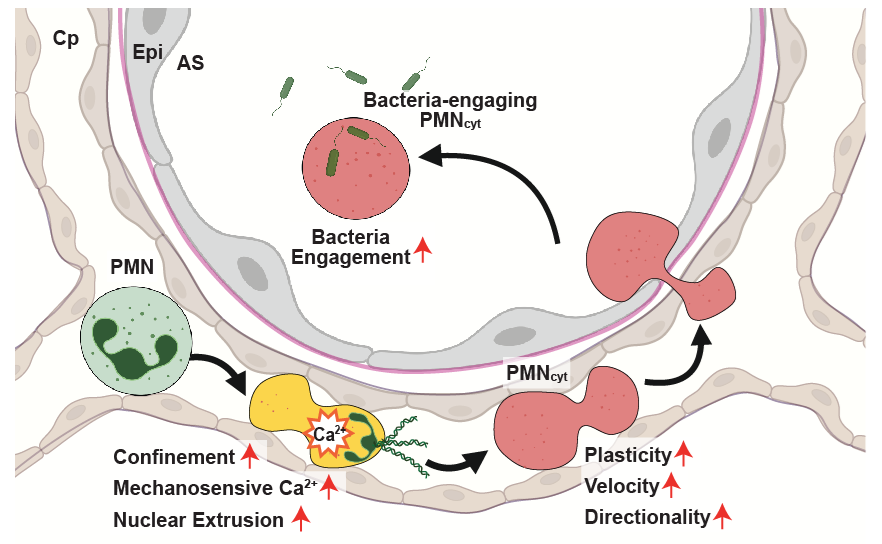 Cp
Epi
AS
Bacteria-engaging
PMNcyt
Bacteria
Engagement
PMN
Ca²⁺
Confinement
Mechanosensive Ca²⁺
Nuclear Extrusion
PMNcyt
Plasticity
Velocity
Directionality